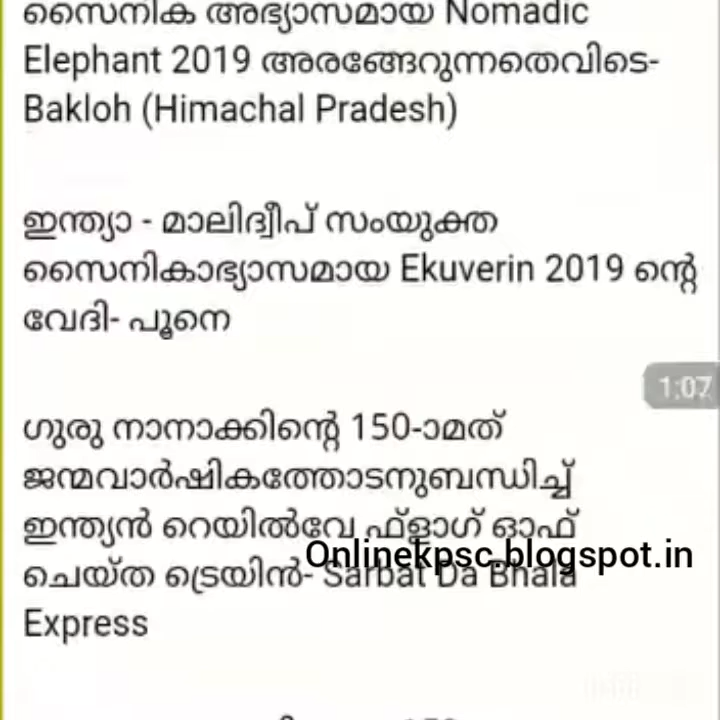 സൈനിക അഭ്യാസമായ Nomadic
Elephant 2019 അരങ്ങേറുന്നതെവിടെ-
Bakloh (Himachal Pradesh)
ഇന്ത്യാ - മാലിദ്വീപ് സംയുക്ത
സൈനികാഭ്യാസമായ Ekuverin 2019 ന്റെ
വേദി- പൂനെ
1:07
ഗുരു നാനാക്കിന്റെ 150-ാമത്
ജന്മവാർഷികത്തോടനുബന്ധിച്ച്
ഇന്ത്യൻ റെയിൽവേ ഫ്ളാഗ് ഓഫ്
Onlinekpsc.blogspot.in
ചെയ്ത ട്രെയിൻ- Sarbat Da Bhala
Express